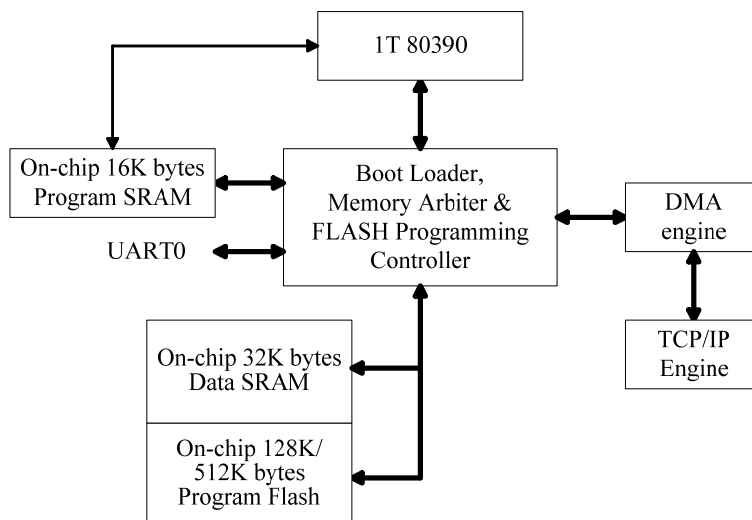 1T 80390
On-chip 16K bytes
Program SRAM
Boot Loader,
Memory Arbiter &
FLASH Programming
Controller
DMA
engine
UART0
TCP/IP
Engine
On-chip 32K bytes
Data SRAM
On-chip 128K/
512K bytes
Program Flash